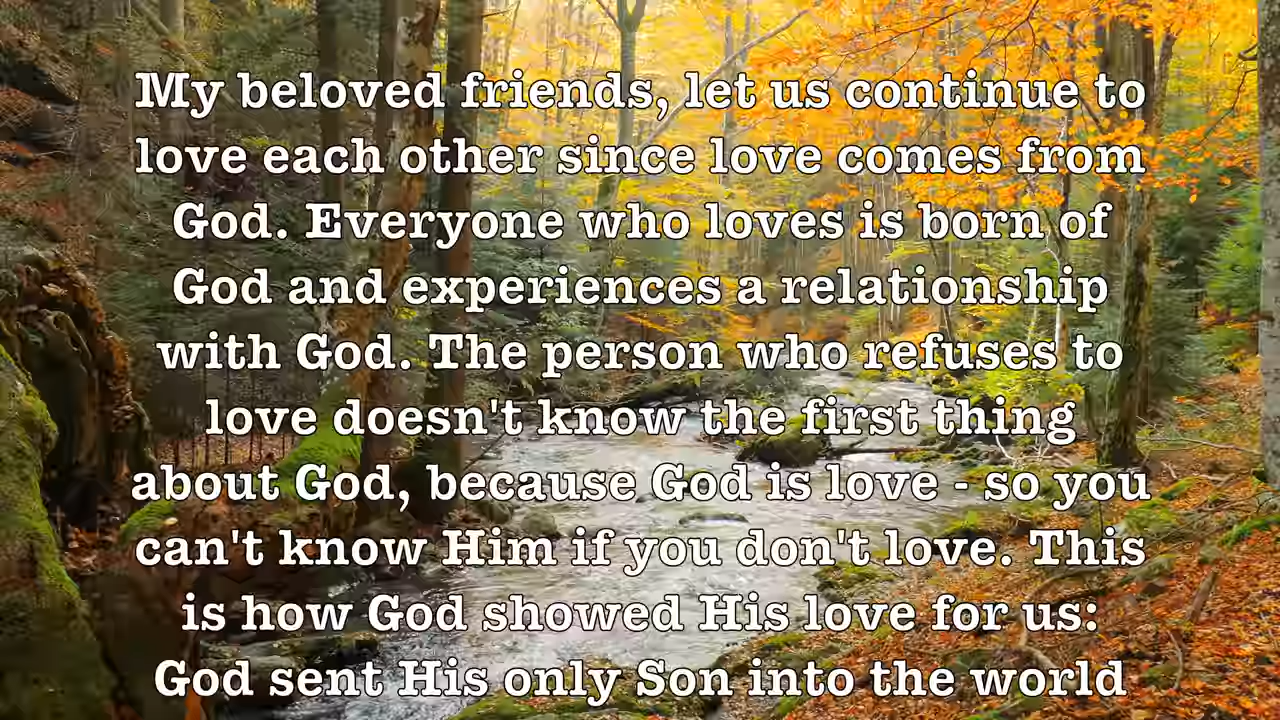 My beloved friends, let us continue to
love each other since love comes from
God. Everyone who loves is born of
God and experiences a relationship
with God. The person who refuses to
love doesn't know the first thing
about God, because God is love - so you
can't know Him if you don't love. This
is how God showed His love for us:
God sent His only Son into the world